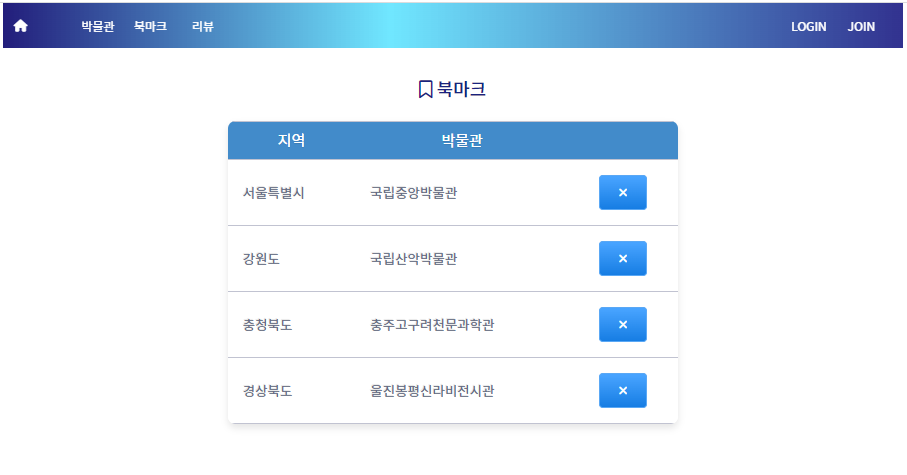 박물관 북마크 리뷰 LOGIN JOIN
북마크
지역 박물관
서울특별시 국립중앙박물관 ×
강원도 국립산악박물관 ×
충청북도 충주고구려천문과학관 ×
경상북도 울진봉평신라비전시관 ×